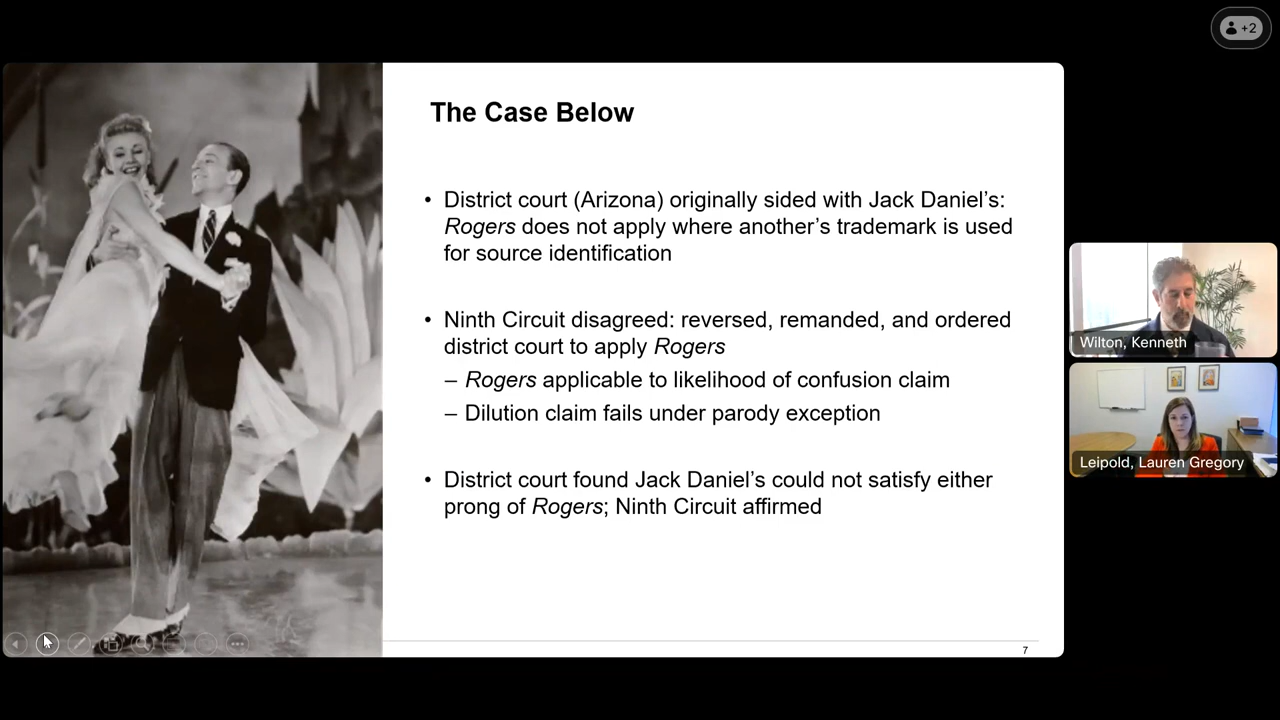 +2
The Case Below
• District court (Arizona) originally sided with Jack Daniel’s:
Rogers does not apply where another’s trademark is used
for source identification
• Ninth Circuit disagreed: reversed, remanded, and ordered
district court to apply Rogers
– Rogers applicable to likelihood of confusion claim
– Dilution claim fails under parody exception
• District court found Jack Daniel’s could not satisfy either
prong of Rogers; Ninth Circuit affirmed
7
Wilton, Kenneth
Leipold, Lauren Gregory